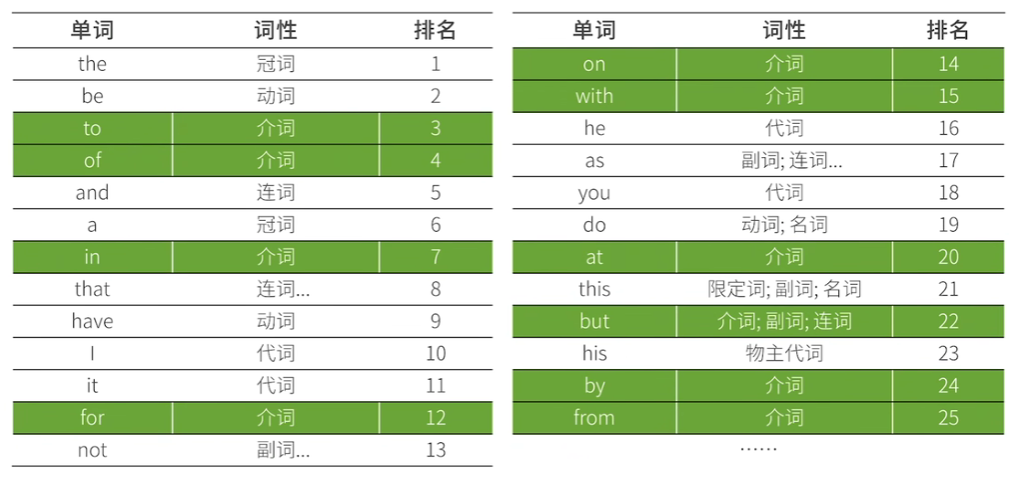 单词 词性 排名
the 冠词 1
be 动词 2
to 介词 3
of 介词 4
and 连词 5
a 冠词 6
in 介词 7
that 连词... 8
have 动词 9
I 代词 10
it 代词 11
for 介词 12
not 副词... 13
单词 词性 排名
on 介词 14
with 介词 15
he 代词 16
as 副词; 连词... 17
you 代词 18
do 动词; 名词 19
at 介词 20
this 限定词; 副词; 名词 21
but 介词; 副词; 连词 22
his 物主代词 23
by 介词 24
from 介词 25
……